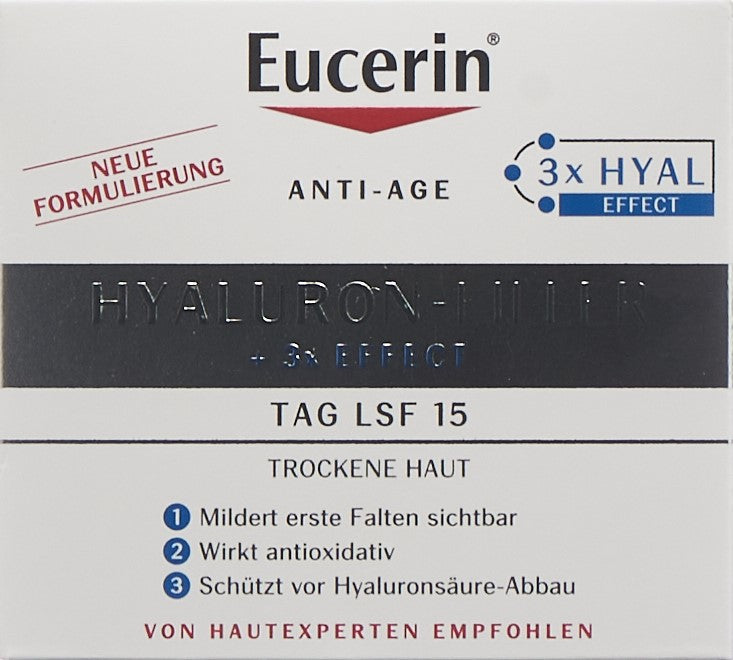 Eucerin®
NEUE
FORMULIERUNG
ANTI-AGE
3x HYAL
EFFECT
HYALURON-FILLER
+ 3x EFFECT
TAG LSF 15
TROCKENE HAUT
1 Mildert erste Falten sichtbar
2 Wirkt antioxidativ
3 Schützt vor Hyaluronsäure-Abbau
VON HAUTEXPERTEN EMPFOHLEN